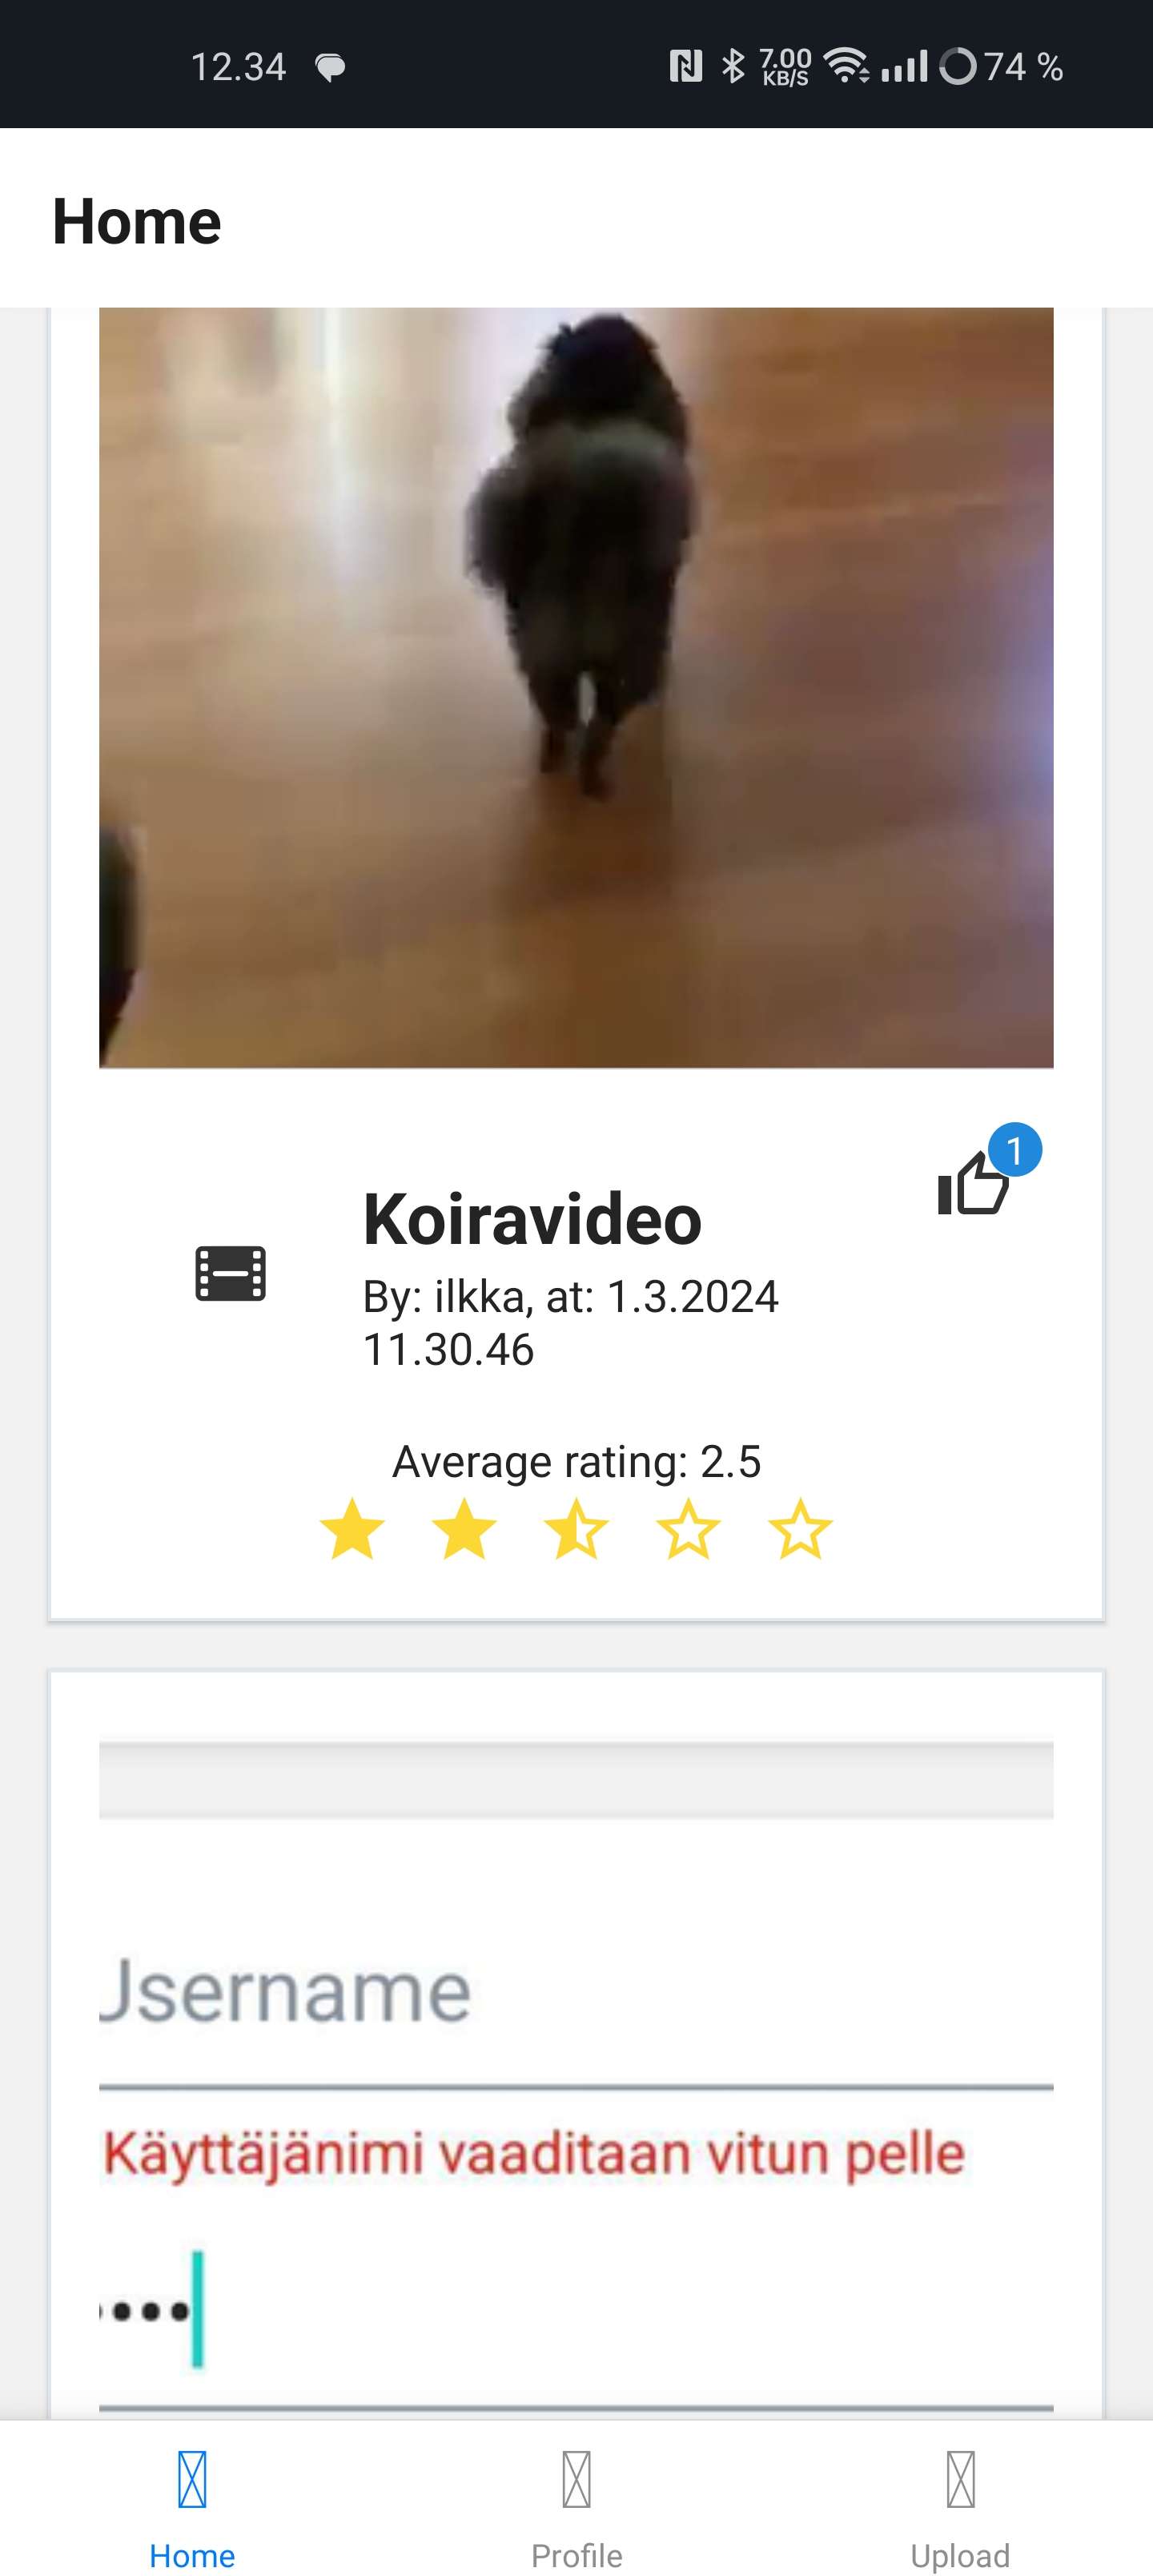 12.34
7.00
KB/S
74 %
Home
1
Koiravideo
By: ilkka, at: 1.3.2024
11.30.46
Average rating: 2.5
Username
Käyttäjänimi vaaditaan vitun pelle
Home
Profile
Upload